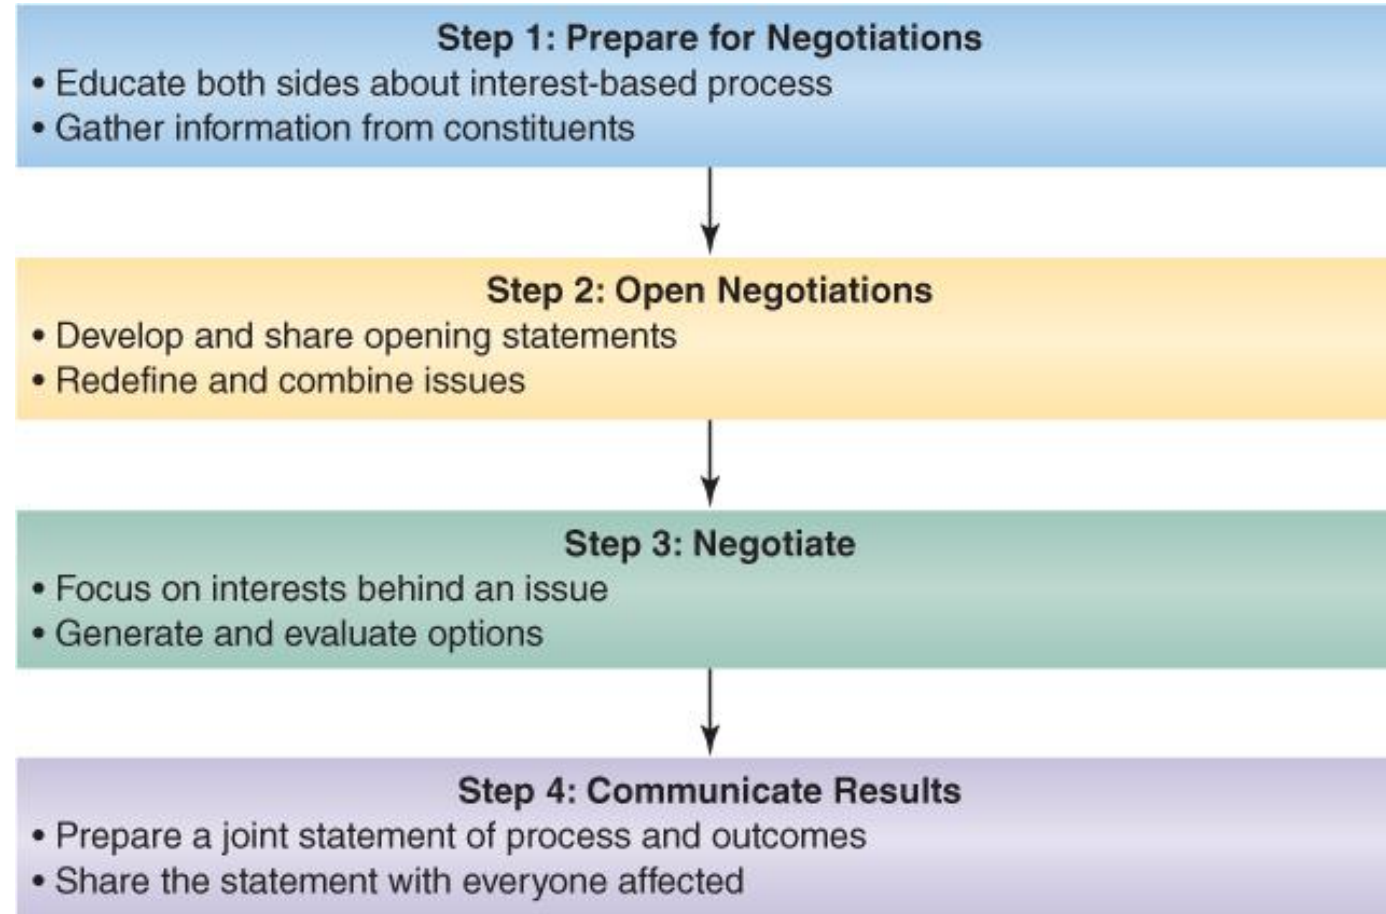 Step 1: Prepare for Negotiations
• Educate both sides about interest-based process
• Gather information from constituents
Step 2: Open Negotiations
• Develop and share opening statements
• Redefine and combine issues
Step 3: Negotiate
• Focus on interests behind an issue
• Generate and evaluate options
Step 4: Communicate Results
• Prepare a joint statement of process and outcomes
• Share the statement with everyone affected